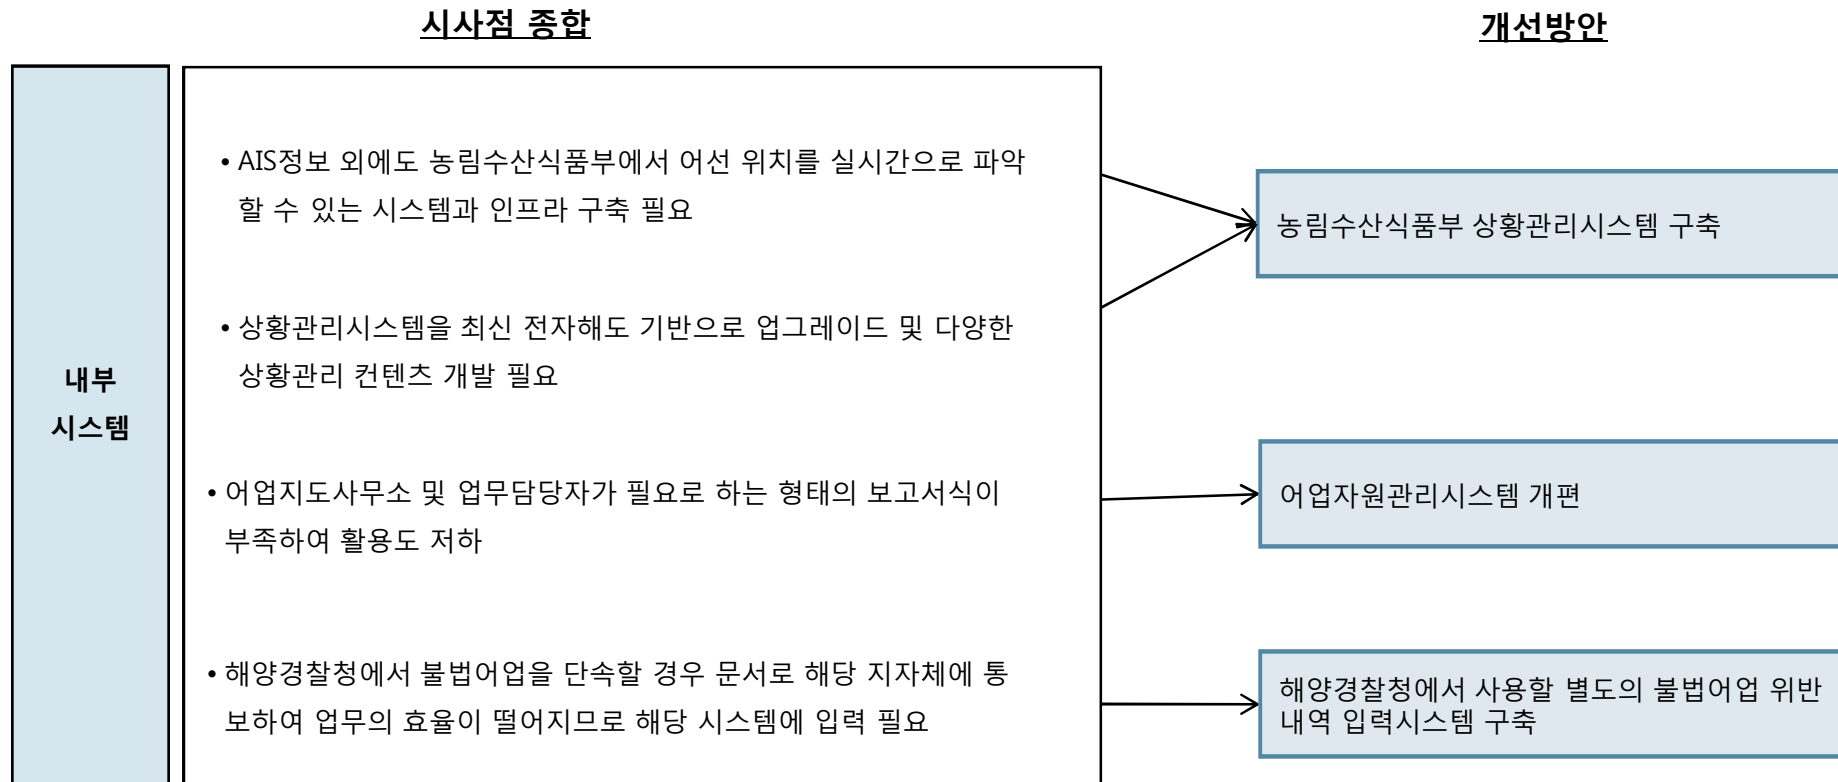 시사점 종합
개선방안
내부
시스템
• AIS정보 외에도 농림수산식품부에서 어선 위치를 실시간으로 파악
할 수 있는 시스템과 인프라 구축 필요
• 상황관리시스템을 최신 전자해도 기반으로 업그레이드 및 다양한
상황관리 컨텐츠 개발 필요
• 어업지도사무소 및 업무담당자가 필요로 하는 형태의 보고서식이
부족하여 활용도 저하
• 해양경찰청에서 불법어업을 단속할 경우 문서로 해당 지자체에 통
보하여 업무의 효율이 떨어지므로 해당 시스템에 입력 필요
농림수산식품부 상황관리시스템 구축
어업자원관리시스템 개편
해양경찰청에서 사용할 별도의 불법어업 위반
내역 입력시스템 구축